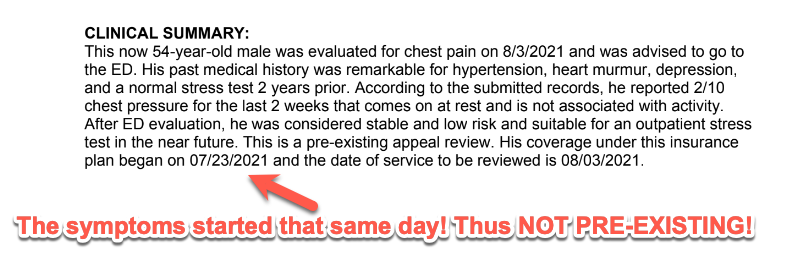 CLINICAL SUMMARY:
This now 54-year-old male was evaluated for chest pain on 8/3/2021 and was advised to go to
the ED. His past medical history was remarkable for hypertension, heart murmur, depression,
and a normal stress test 2 years prior. According to the submitted records, he reported 2/10
chest pressure for the last 2 weeks that comes on at rest and is not associated with activity.
After ED evaluation, he was considered stable and low risk and suitable for an outpatient stress
test in the near future. This is a pre-existing appeal review. His coverage under this insurance
plan began on 07/23/2021 and the date of service to be reviewed is 08/03/2021.
The symptoms started that same day! Thus NOT PRE-EXISTING!